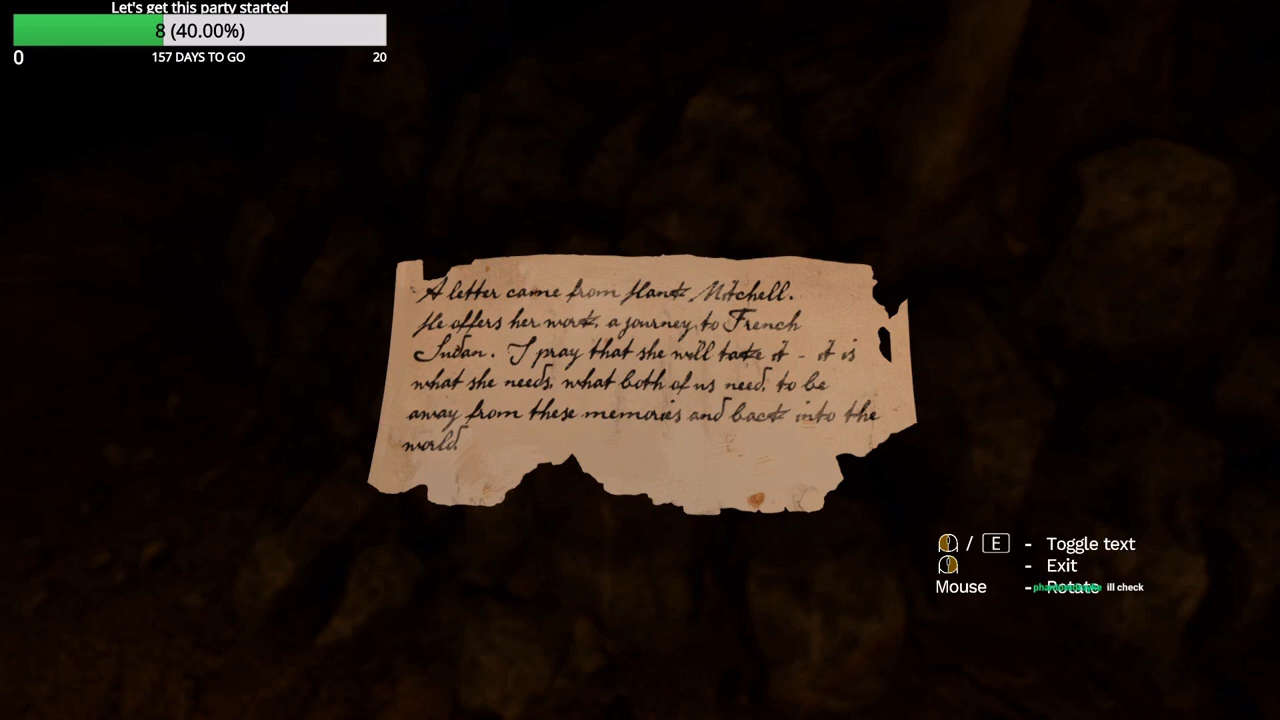 Let's get this party started
8 (40.00%)
0 157 DAYS TO GO 20
A letter came from Hank Mitchell.
He offers her work, a journey to French
Sudan. I pray that she will take it - it is
what she needs, what both of us need, to be
away from these memories and back into the
world
/ E - Toggle text
- Exit
Mouse - Rotate
ill check